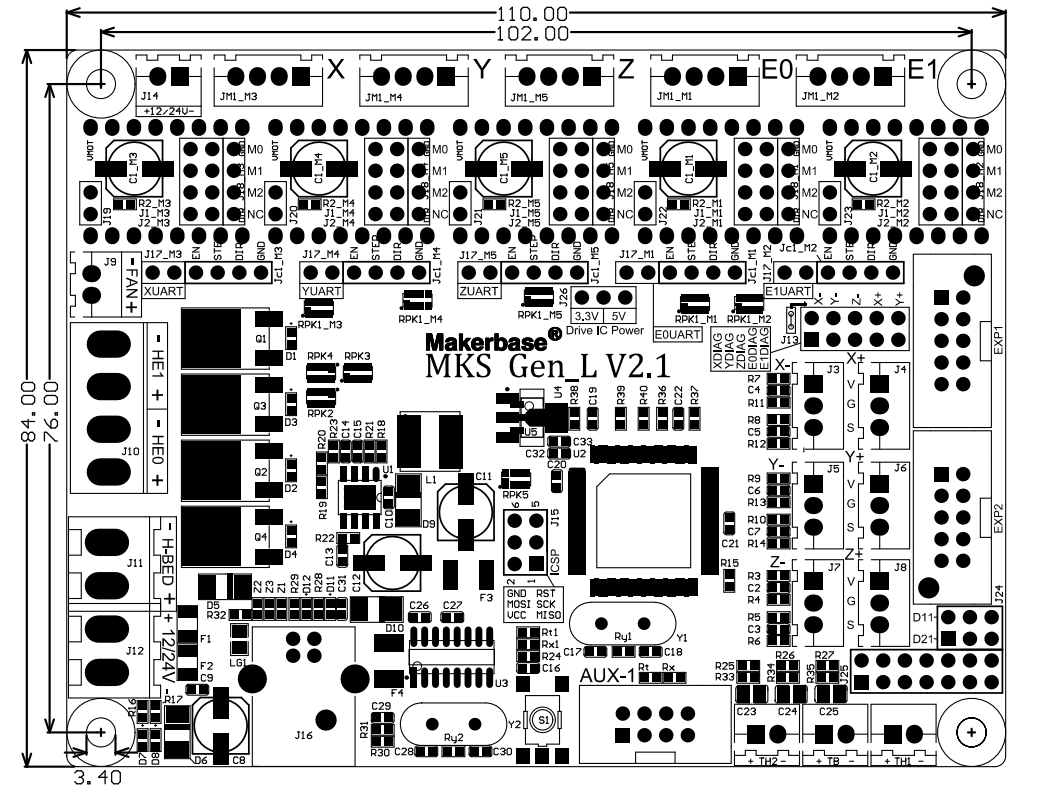 110.00
102.00
84.00
76.00
3.40
X
Y
Z
E0
E1
J14
JM1_M3
JM1_M4
JM1_M5
JM1_M1
JM1_M2
+12/24V-
VMOT
VMOT
VMOT
VMOT
VMOT
C1_M3
C1_M4
C1_M5
C1_M1
C1_M2
M0
M0
M0
M0
M1
M1
M1
M1
M2
M2
M2
M2
NC
NC
NC
NC
J19
J20
J21
J22
J23
R2_M3
J1_M3
J2_M3
R2_M4
J1_M4
J2_M4
R2_M5
J1_M5
J2_M5
R2_M1
J1_M1
J2_M1
R2_M2
J1_M2
J2_M2
J9
-FAN+
J17_M3
EN
STEP
DIR
GND
Jc1_M3
J17_M4
EN
STEP
DIR
GND
Jc1_M4
J17_M5
EN
STEP
DIR
GND
Jc1_M5
J17_M1
EN
STEP
DIR
GND
Jc1_M1
J17_M2
Jc1_M2
EN
STEP
DIR
GND
XUART
YUART
ZUART
E0UART
E1UART
RPK1_M3
RPK1_M4
RPK1_M5
RPK1_M1
RPK1_M2
J26
3.3V 5V
Drive IC Power
X- Y- Z- X+ Y+
J13
XDIAG
YDIAG
ZDIAG
E0DIAG
E1DIAG
EXP1
Makerbase®
MKS Gen_L V2.1
- HE1 + - HE0 +
J10
Q1
D1
Q3
D3
Q2
D2
Q4
D4
RPK4 RPK3
RPK2
R20 R23 C14 C15 R21 R18
U1
R19
C10
L1
D9
C11
R22
C13
C12
U4
U5
R38 C19 R39 R40 R36 C22 R37
C33
C32 U2
C20
RPK5
6 5
J15
ICSP
2 1
GND RST
MOSI SCK
VCC MISO
C21
R15
X-
X+
R7
C4
R11
R8
C5
R12
J3
J4
V
G
S
Y-
Y+
R9
C6
R13
R10
C7
R14
J5
J6
V
G
S
Z-
Z+
R3
C2
R4
R5
C3
R6
J7
J8
V
G
S
EXP2
J24
D11-
D21-
J25
- H-BED +
J11
+ 12/24V -
J12
D5
R32
Z2 Z3 Z1 R29 D12 R28 D11 C31
D10
F3
C26 C27
F1
F2
C9
LG1
F4
U3
Rt1
Rx1
R24
C16
C17
Ry1
C18
Y1
AUX-1
Rt Rx
R25
R33
R34
R26
R35
R27
C23 C24 C25
R16
R17
D7
D8
D6
C8
J16
C29
R31
R30
C28
Ry2
C30
Y2
S1
+ TH2 -
+ TB -
+ TH1 -